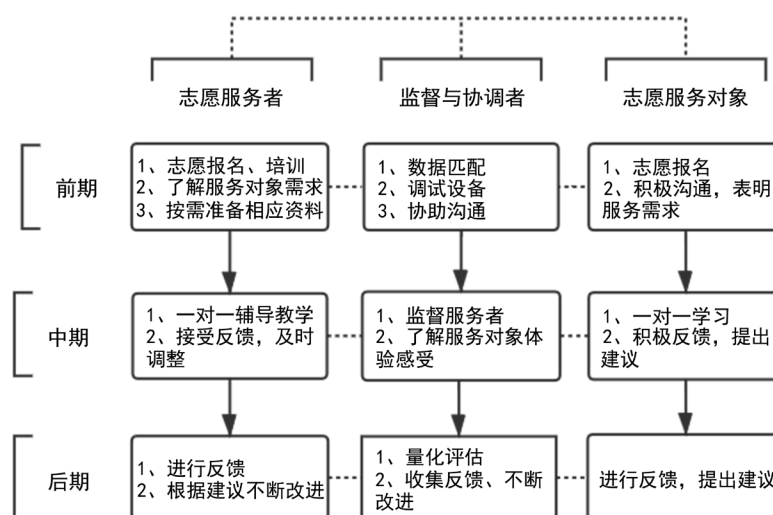 志愿服务者
监督与协调者
志愿服务对象
前期
1、志愿报名、培训
2、了解服务对象需求
3、按需准备相应资料
1、数据匹配
2、调试设备
3、协助沟通
1、志愿报名
2、积极沟通，表明
服务需求
中期
1、一对一辅导教学
2、接受反馈，及时
调整
1、监督服务者
2、了解服务对象体
验感受
1、一对一学习
2、积极反馈，提出
建议
后期
1、进行反馈
2、根据建议不断改进
1、量化评估
2、收集反馈、不断
改进
进行反馈，提出建议